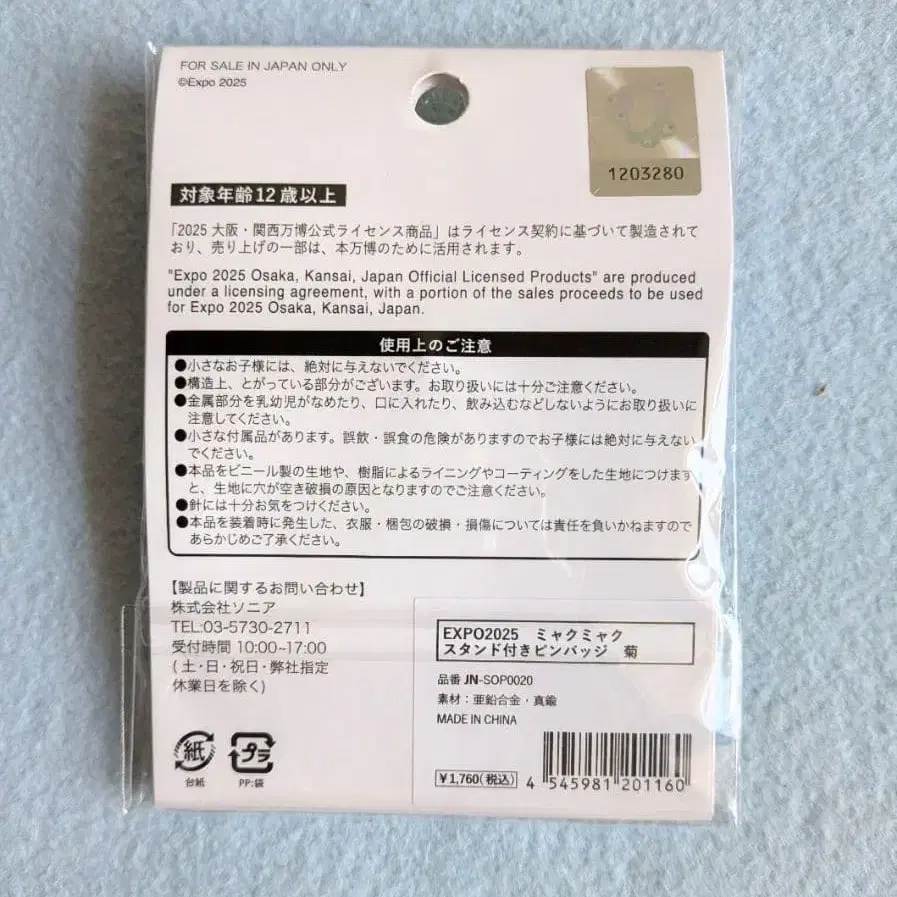 FOR SALE IN JAPAN ONLY
©Expo 2025
1203280
対象年齢12歳以上
「2025 大阪・関西万博公式ライセンス商品」はライセンス契約に基づいて製造されて
おり、売り上げの一部は、本万博のために活用されます。
"Expo 2025 Osaka, Kansai, Japan Official Licensed Products" are produced
under a licensing agreement, with a portion of the sales proceeds to be used
for Expo 2025 Osaka, Kansai, Japan.
使用上のご注意
●小さなお子様には、絶対に与えないでください。
●構造上、とがっている部分がございます。お取り扱いには十分ご注意ください。
●金属部分を乳幼児がなめたり、口に入れたり、飲み込むなどしないようにお取り扱いに
注意してください。
●小さな付属品があります。誤飲・誤食の危険がありますのでお子様には絶対に与えない
でください。
●本品をビニール製の生地や、樹脂によるライニングやコーティングをした生地につけます
と、生地に穴が空き破損の原因となりますのでご注意ください。
●針には十分お気をつけください。
●本品を装着時に発生した、衣服・梱包の破損・損傷については責任を負いかねますので
あらかじめご了承ください。
【製品に関するお問い合わせ】
株式会社ソニア
TEL:03-5730-2711
受付時間 10:00~17:00
(土・日・祝日・弊社指定
休業日を除く)
紙
台紙
プラ
PP:袋
EXPO2025 ミャクミャク
スタンド付きピンバッジ 菊
品番 JN-SOP0020
素材：亜鉛合金・真鍮
MADE IN CHINA
￥1,760(税込)
4 545981 201160